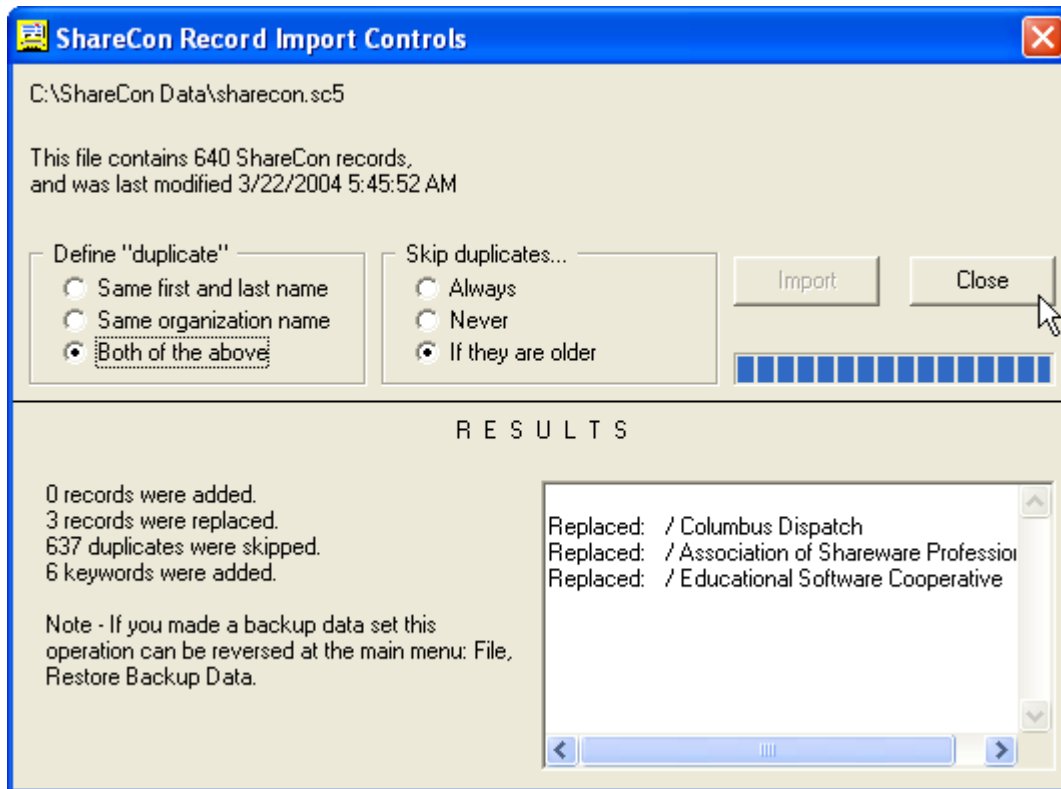 ShareCon Record Import Controls
C:\ShareCon Data\sharecon.sc5
This file contains 640 ShareCon records,
and was last modified 3/22/2004 5:45:52 AM
Define "duplicate"
Same first and last name
Same organization name
Both of the above
Skip duplicates...
Always
Never
If they are older
Import
Close
R E S U L T S
0 records were added.
3 records were replaced.
637 duplicates were skipped.
6 keywords were added.
Note - If you made a backup data set this
operation can be reversed at the main menu: File,
Restore Backup Data.
Replaced: / Columbus Dispatch
Replaced: / Association of Shareware Profession
Replaced: / Educational Software Cooperative